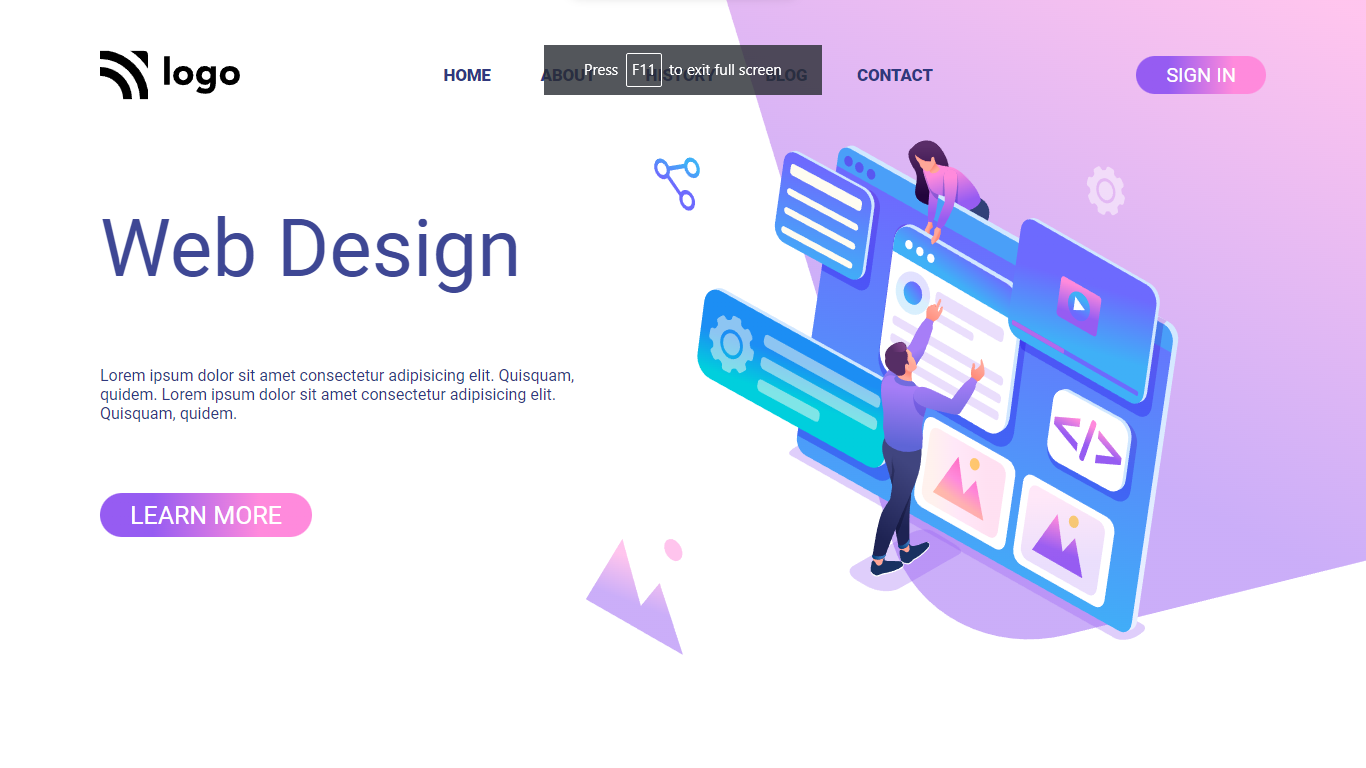 logo
HOME
ABOUT
HISTORY
BLOG
CONTACT
Press F11 to exit full screen
SIGN IN
Web Design
Lorem ipsum dolor sit amet consectetur adipisicing elit. Quisquam,
quidem. Lorem ipsum dolor sit amet consectetur adipisicing elit.
Quisquam, quidem.
LEARN MORE
</>